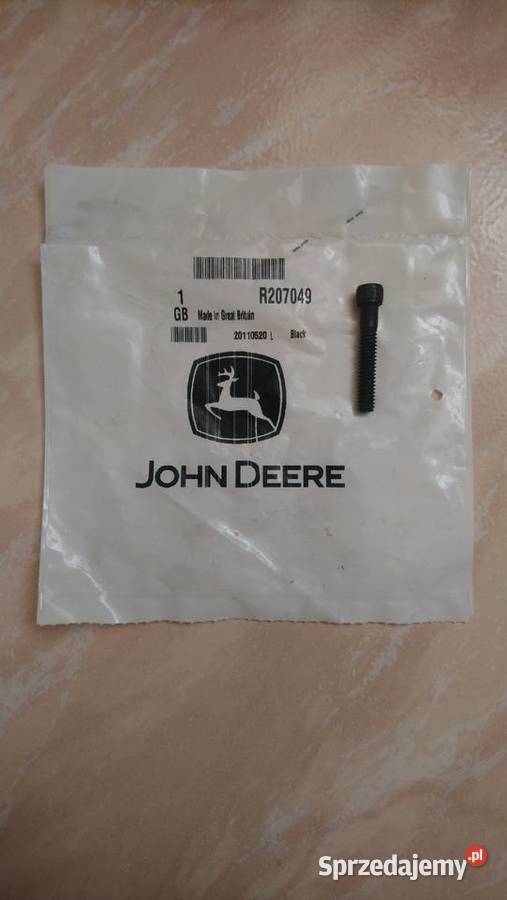 1 R207049
GB Made in Great Britain
20110520 L Black
JOHN DEERE
Sprzedajemy.pl